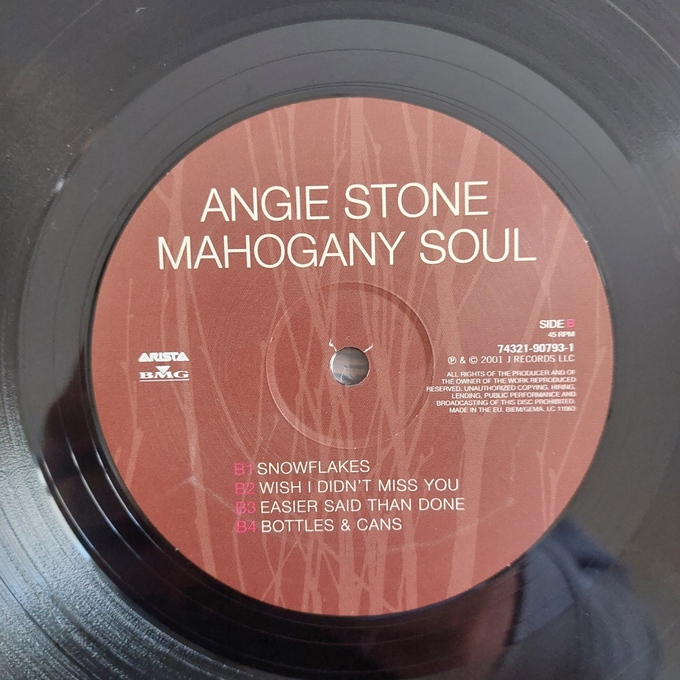 ANGIE STONE
MAHOGANY SOUL
SIDE B
45 RPM
74321-90793-1
℗ & © 2001 J RECORDS LLC
ALL RIGHTS OF THE PRODUCER AND OF
THE OWNER OF THE WORK REPRODUCED
RESERVED. UNAUTHORIZED COPYING, HIRING,
LENDING, PUBLIC PERFORMANCE AND
BROADCASTING OF THIS DISC PROHIBITED.
MADE IN THE EU. BIEM/GEMA. LC 11863
ARISTA
BMG
B1 SNOWFLAKES
B2 WISH I DIDN'T MISS YOU
B3 EASIER SAID THAN DONE
B4 BOTTLES & CANS